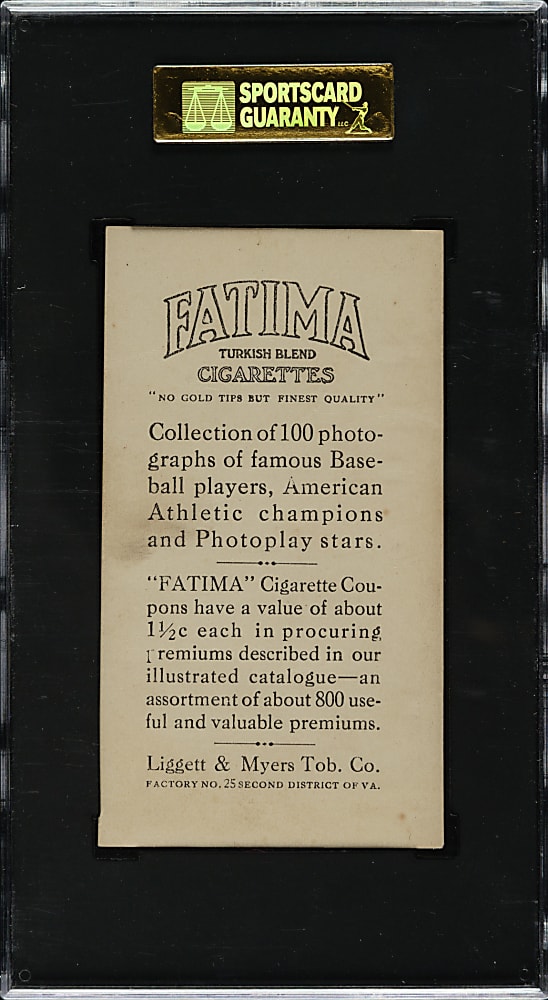 SPORTSCARD
GUARANTY LLC
FATIMA
TURKISH BLEND
CIGARETTES
"NO GOLD TIPS BUT FINEST QUALITY"
Collection of 100 photo-
graphs of famous Base-
ball players, American
Athletic champions
and Photoplay stars.
"FATIMA" Cigarette Cou-
pons have a value of about
1½c each in procuring
premiums described in our
illustrated catalogue—an
assortment of about 800 use-
ful and valuable premiums.
Liggett & Myers Tob. Co.
FACTORY NO. 25 SECOND DISTRICT OF VA.